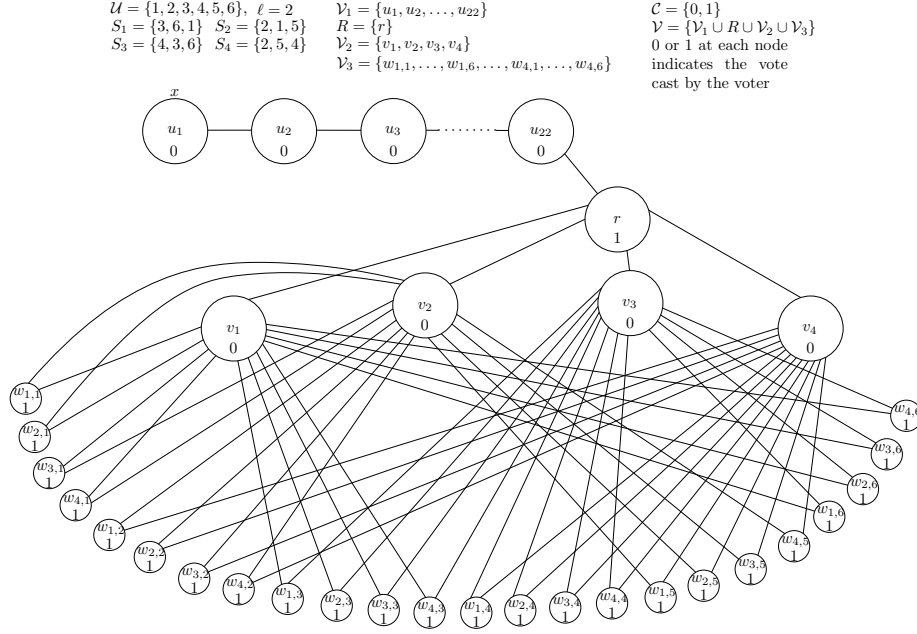 𝒰 = {1, 2, 3, 4, 5, 6}, ℓ = 2
S₁ = {3, 6, 1} S₂ = {2, 1, 5}
S₃ = {4, 3, 6} S₄ = {2, 5, 4}
𝒱₁ = {u₁, u₂, . . . , u₂₂}
R = {r}
𝒱₂ = {v₁, v₂, v₃, v₄}
𝒱₃ = {w₁,₁, . . . , w₁,₆, . . . , w₄,₁, . . . , w₄,₆}
𝒞 = {0, 1}
𝒱 = {𝒱₁ ∪ R ∪ 𝒱₂ ∪ 𝒱₃}
0 or 1 at each node
indicates the vote
cast by the voter
x
u₁
0
u₂
0
u₃
0
u₂₂
0
r
1
v₁
0
v₂
0
v₃
0
v₄
0
w₁,₁
1
w₂,₁
1
w₃,₁
1
w₄,₁
1
w₁,₂
1
w₂,₂
1
w₃,₂
1
w₄,₂
1
w₁,₃
1
w₂,₃
1
w₃,₃
1
w₄,₃
1
w₁,₄
1
w₂,₄
1
w₃,₄
1
w₄,₄
1
w₁,₅
1
w₂,₅
1
w₃,₅
1
w₄,₅
1
w₁,₆
1
w₂,₆
1
w₃,₆
1
w₄,₆
1